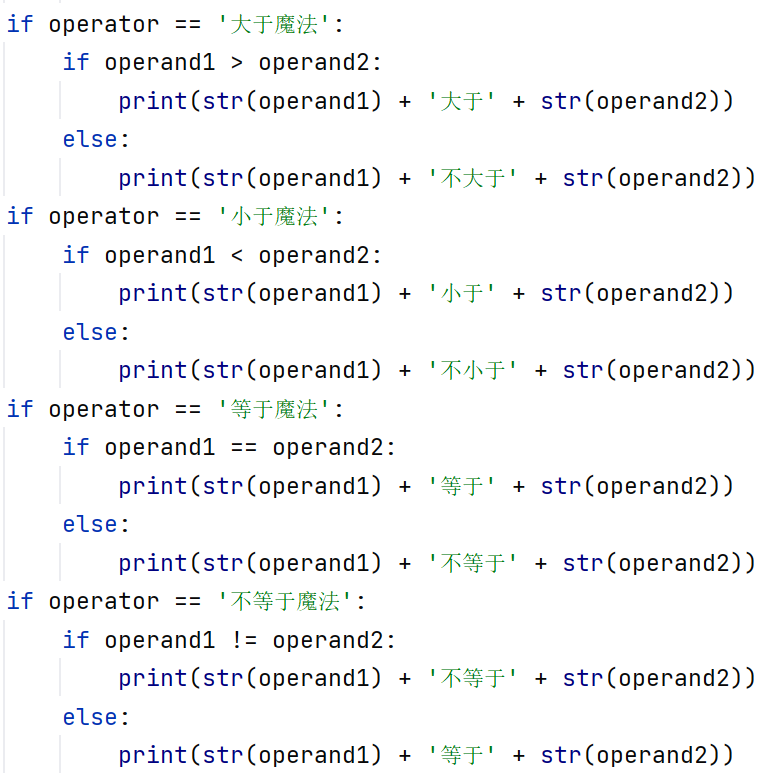 if operator == '大于魔法':
    if operand1 > operand2:
        print(str(operand1) + '大于' + str(operand2))
    else:
        print(str(operand1) + '不大于' + str(operand2))
if operator == '小于魔法':
    if operand1 < operand2:
        print(str(operand1) + '小于' + str(operand2))
    else:
        print(str(operand1) + '不小于' + str(operand2))
if operator == '等于魔法':
    if operand1 == operand2:
        print(str(operand1) + '等于' + str(operand2))
    else:
        print(str(operand1) + '不等于' + str(operand2))
if operator == '不等于魔法':
    if operand1 != operand2:
        print(str(operand1) + '不等于' + str(operand2))
    else:
        print(str(operand1) + '等于' + str(operand2))